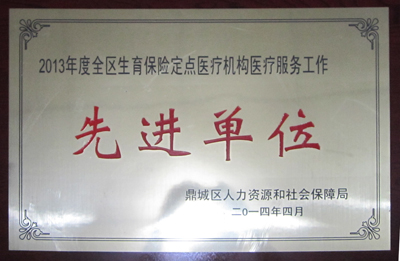 2013年度全区生育保险定点医疗机构医疗服务工作
先进单位
鼎城区人力资源和社会保障局
二〇一四年四月